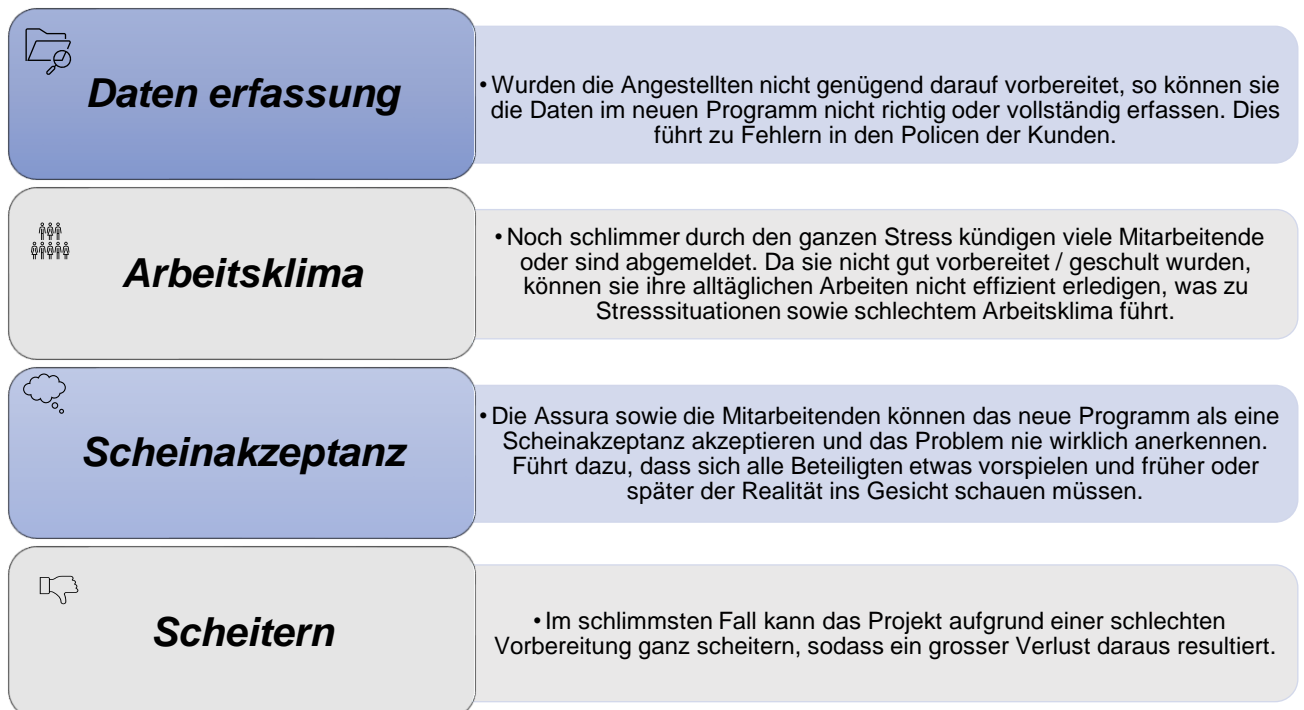 Daten erfassung
• Wurden die Angestellten nicht genügend darauf vorbereitet, so können sie
die Daten im neuen Programm nicht richtig oder vollständig erfassen. Dies
führt zu Fehlern in den Policen der Kunden.
Arbeitsklima
• Noch schlimmer durch den ganzen Stress kündigen viele Mitarbeitende
oder sind abgemeldet. Da sie nicht gut vorbereitet / geschult wurden,
können sie ihre alltäglichen Arbeiten nicht effizient erledigen, was zu
Stresssituationen sowie schlechtem Arbeitsklima führt.
Scheinakzeptanz
• Die Assura sowie die Mitarbeitenden können das neue Programm als eine
Scheinakzeptanz akzeptieren und das Problem nie wirklich anerkennen.
Führt dazu, dass sich alle Beteiligten etwas vorspielen und früher oder
später der Realität ins Gesicht schauen müssen.
Scheitern
• Im schlimmsten Fall kann das Projekt aufgrund einer schlechten
Vorbereitung ganz scheitern, sodass ein grosser Verlust daraus resultiert.